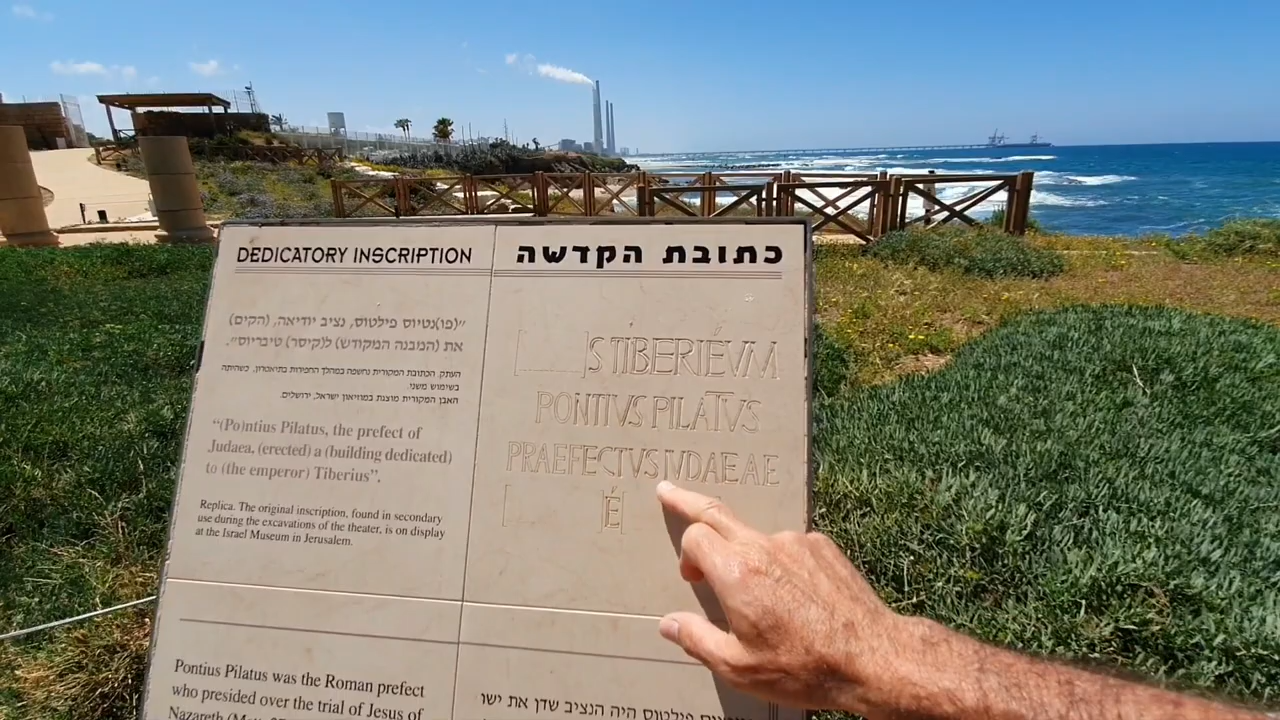 DEDICATORY INSCRIPTION
"(פו)נטיוס פילטוס, נציב יודיאה, (הקים)
את (המבנה המקודש) ל(קיסר) טיבריוס".
העתק. הכתובת המקורית נחשפה במהלך החפירות בתיאטרון, כשהיתה
בשימוש משני.
האבן המקורית מוצגת במוזיאון ישראל, ירושלים.
"(Po)ntius Pilatus, the prefect of
Judaea, (erected) a (building dedicated)
to (the emperor) Tiberius".
Replica. The original inscription, found in secondary
use during the excavations of the theater, is on display
at the Israel Museum in Jerusalem.
כתובת הקדשה
[ ]S TIBERIÉVM
PONTIVS PILATVS
PRAEFECTVS IVDAEAE
[ É
Pontius Pilatus was the Roman prefect
who presided over the trial of Jesus of
Nazareth
פילטוס היה הנציב שדן את ישו